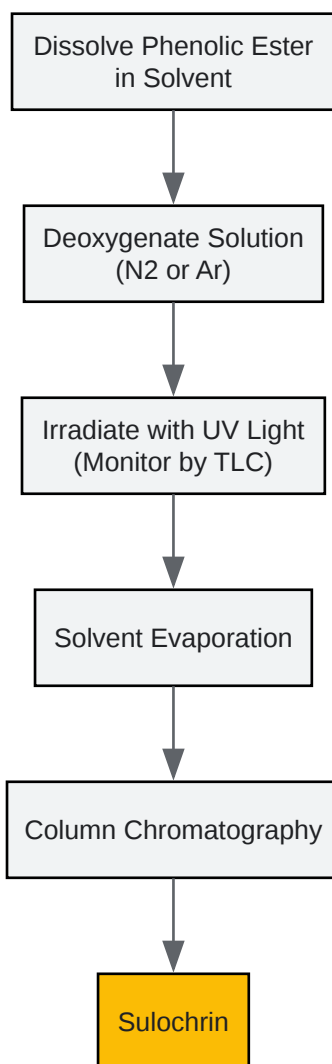 Dissolve Phenolic Ester
in Solvent
Deoxygenate Solution
(N2 or Ar)
Irradiate with UV Light
(Monitor by TLC)
Solvent Evaporation
Column Chromatography
Sulochrin